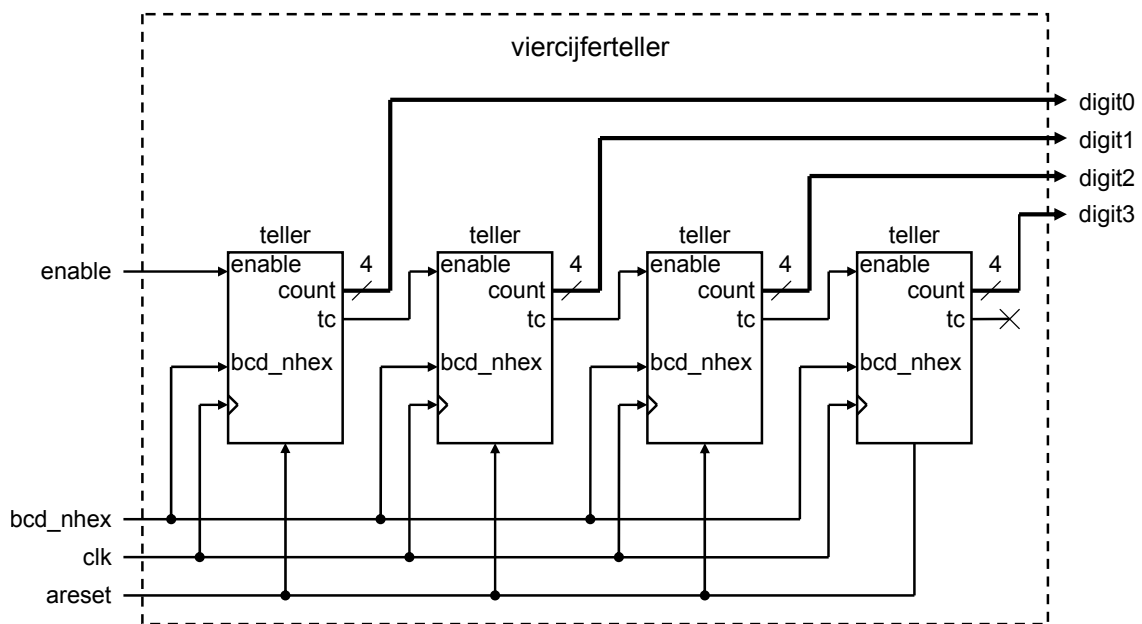 viercijferteller
digit0
digit1
digit2
digit3
teller teller teller teller
enable enable 4 enable 4 enable 4 enable 4
count count count count
tc tc tc tc
bcd_nhex bcd_nhex bcd_nhex bcd_nhex
bcd_nhex
clk
areset